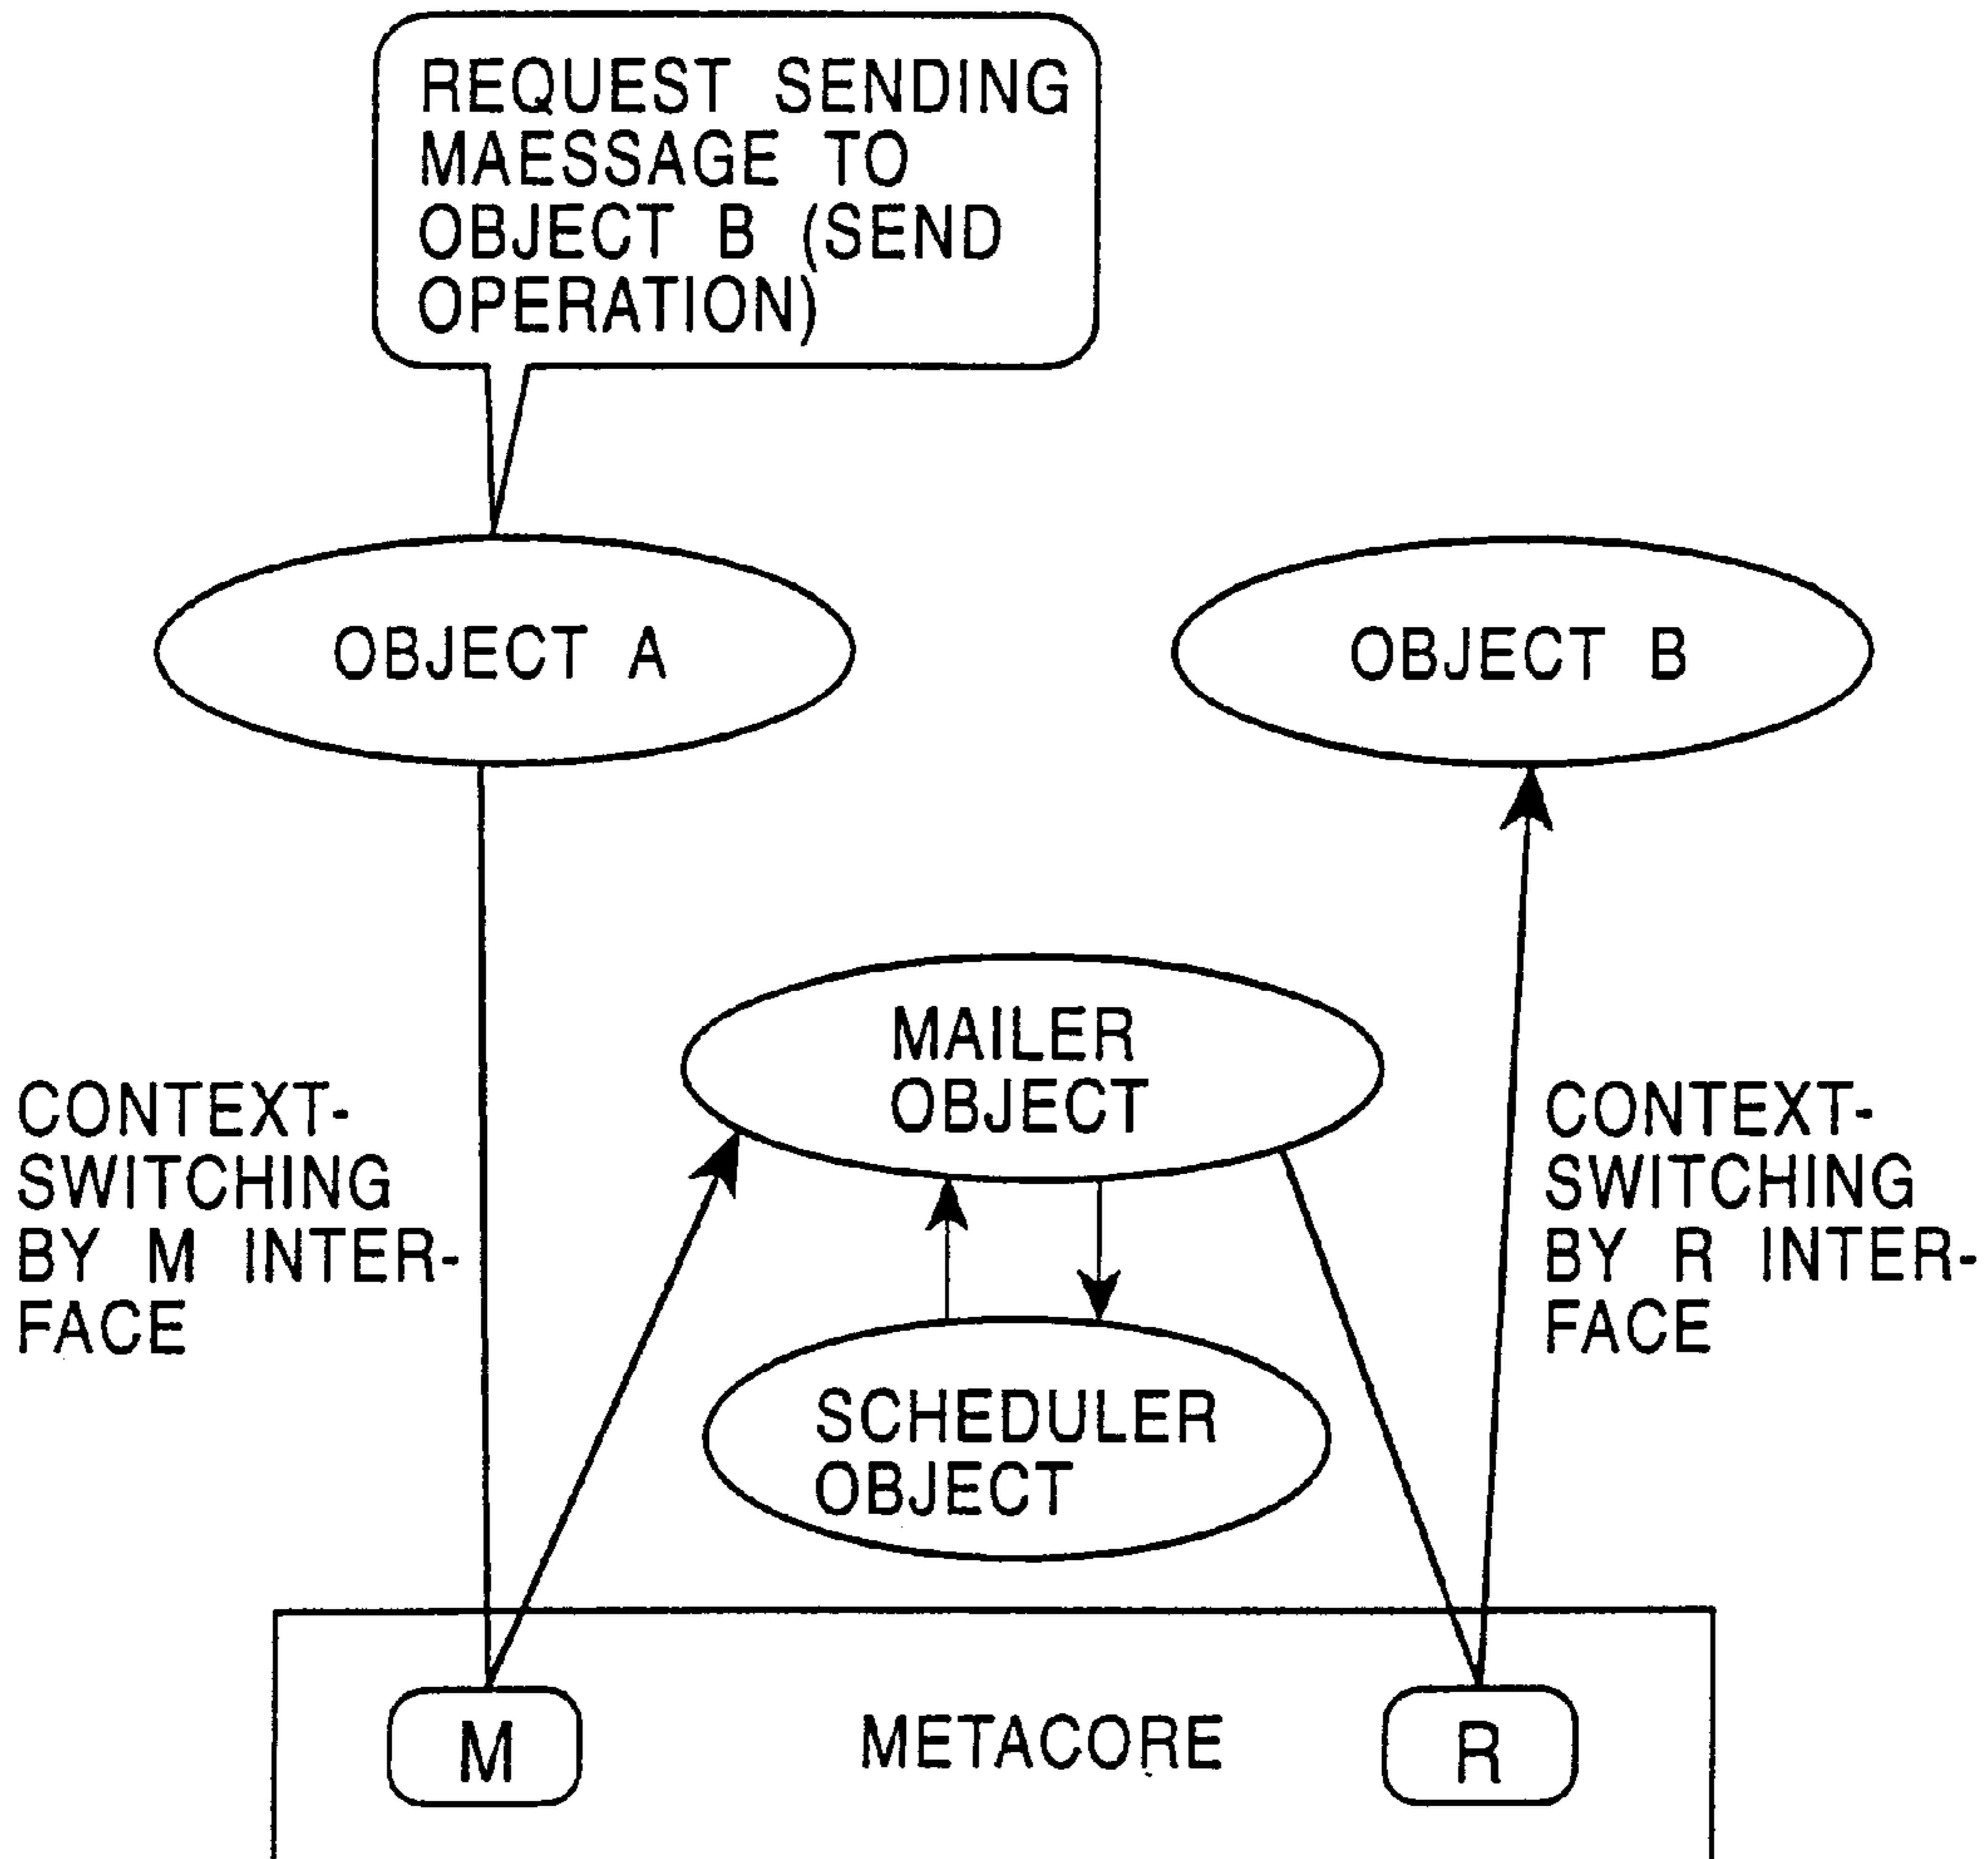 REQUEST SENDING
MAESSAGE TO
OBJECT B (SEND
OPERATION)
OBJECT A
OBJECT B
MAILER
OBJECT
CONTEXT-
SWITCHING
BY M INTER-
FACE
CONTEXT-
SWITCHING
BY R INTER-
FACE
SCHEDULER
OBJECT
M
METACORE
R